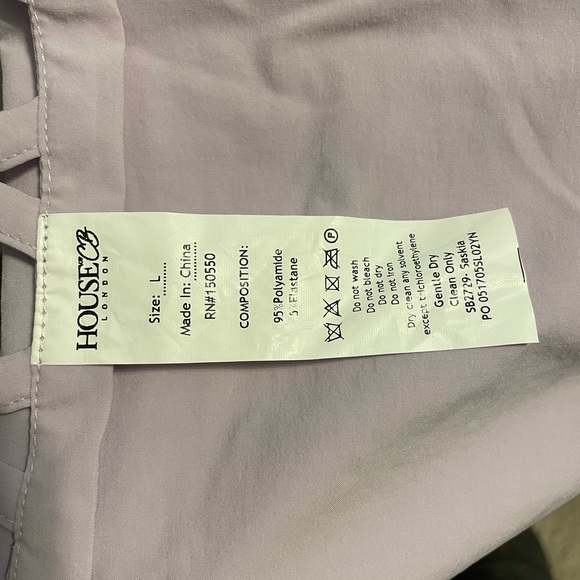 HOUSE OF CB
LONDON
Size: L
Made In: China
RN#150550
COMPOSITION:
95%Polyamide
5%Elastane
P
Do not wash
Do not bleach
Do not dry
Do not Iron
Dry clean any solvent
except trichloroethylene
Gentle Dry
Clean Only
SB2729- Saskia
PO 051705SSL02YN